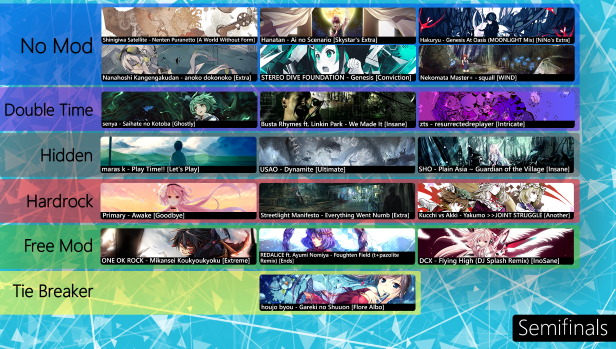 No Mod
Shinigiwa Satellite - Nenten Puranetto (A World Without Form)
Hanatan - Ai no Scenario [Skystar's Extra]
Hakuryu - Genesis At Oasis (MOONLIGHT Mix) [NiNo's Extra]
Nanahoshi Kangengakudan - anoko dokonoko [Extra]
STEREO DIVE FOUNDATION - Genesis [Conviction]
Nekomata Master+ - squall [WIND]
Double Time
senya - Saihate no Kotoba [Ghostly]
Busta Rhymes ft. Linkin Park - We Made It [Insane]
zts - resurrectedreplayer [Intricate]
Hidden
maras k - Play Time!! [Let's Play]
USAO - Dynamite [Ultimate]
SHO - Plain Asia ~ Guardian of the Village [Insane]
Hardrock
Primary - Awake [Goodbye]
Streetlight Manifesto - Everything Went Numb [Extra]
Kucchi vs Akki - Yakumo >>JOINT STRUGGLE [Another]
Free Mod
ONE OK ROCK - Mikansei Koukyoukyoku [Extreme]
REDALiCE ft. Ayumi Nomiya - Foughten Field (t+pazolite
Remix) [Ends]
DCX - Flying High (DJ Splash Remix) [InoSane]
Tie Breaker
houjo byou - Gareki no Shuuon [Flore Albo]
Semifinals